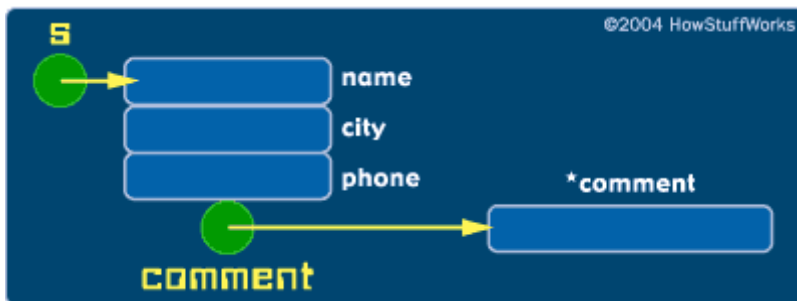 ©2004 HowStuffWorks
s
name
city
phone
*comment
comment